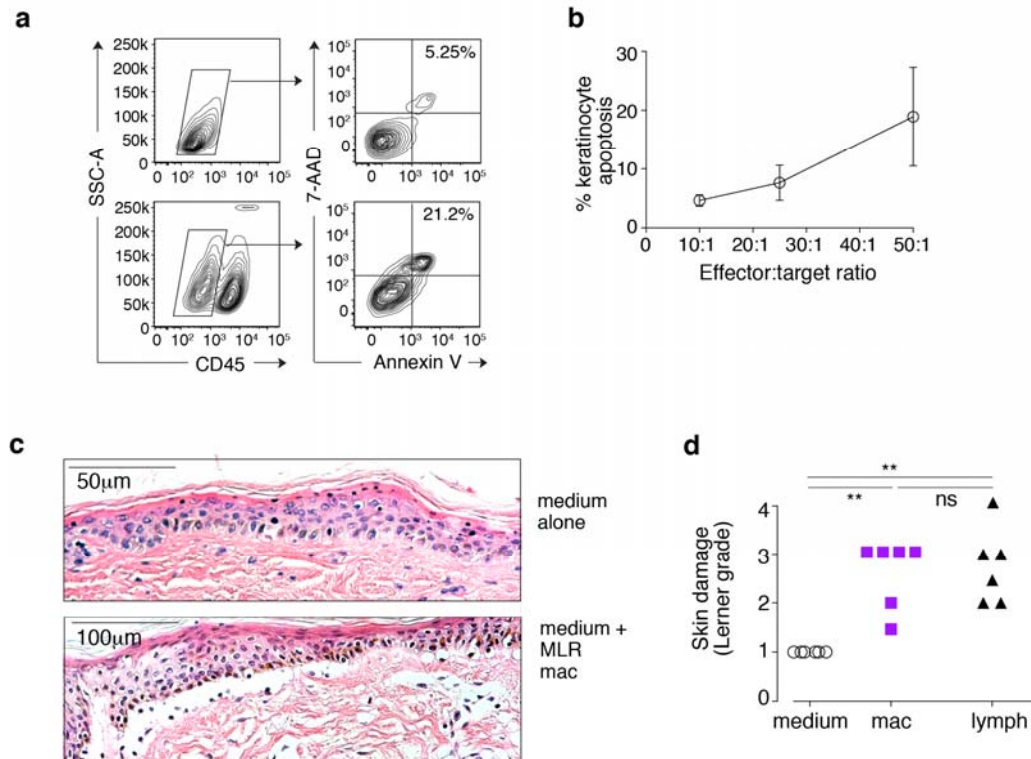 a
250k
200k
150k
100k
50k
0
0 10² 10³ 10⁴ 10⁵
10⁵
10⁴
10³
10²
0
0 10³ 10⁴ 10⁵
5.25%
SSC-A
7-AAD
250k
200k
150k
100k
50k
0
0 10² 10³ 10⁴ 10⁵
10⁵
10⁴
10³
10²
0
0 10³ 10⁴ 10⁵
21.2%
CD45
Annexin V
b
30
20
10
0
% keratinocyte
apoptosis
0 10:1 20:1 30:1 40:1 50:1
Effector:target ratio
c
50μm
medium
alone
100μm
medium +
MLR
mac
d
**
** ns
4
3
2
1
0
Skin damage
(Lerner grade)
medium mac lymph